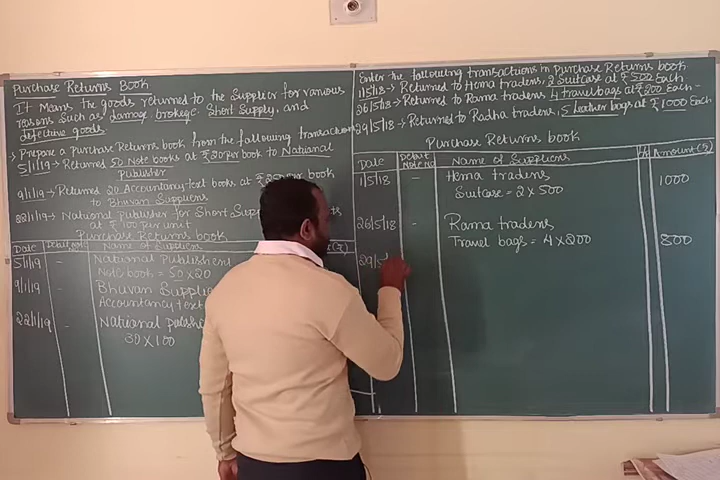 Purchase Returns Book
It Means the goods returned to the Supplier for various
reasons Such as damage, brokege, Short Supply, and
defective goods.
Prepare a Purchase Returns book from the following transactions
5/1/19 → Returned 50 Note books at ₹ 20 per book to National
Publisher
9/1/19 → Returned 20 Accountancy text books at ₹ per book
to Bhuvan Suppliers
22/1/19 → National Publisher for Short
at ₹ 100 per unit
Purchase Returns book
Date Name of Suppliers (₹)
5/1/19 - National Publishers
Note book = 50 × 20
9/1/19 - Bhuvan
Accountancy text
22/1/19 - National
30 × 100
Enter the following transactions in Purchase Returns book
1/5/18 → Returned to Hema traders, 2 Suitcase at ₹ 500 Each
26/5/18 → Returned to Rama traders, 4 travel bags at ₹ 200 Each
29/5/18 → Returned to Radha traders, 5 Leather bags at ₹ 1000 Each
Purchase Returns book
Date Debit Note No Name of Suppliers Amount (₹)
1/5/18 - Hema traders
Suitcase = 2 × 500 1000
26/5/18 - Rama traders
Travel bags = 4 × 200 800
29/5